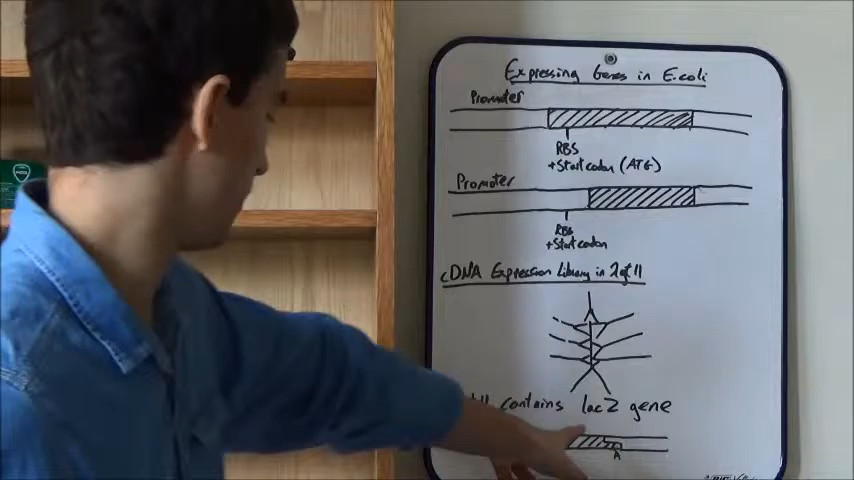 Expressing Genes in E.coli
Promoter
RBS
+Start codon (ATG)
Promoter
RBS
+Start codon
cDNA Expression Library in λgt11
contains lacZ gene
A